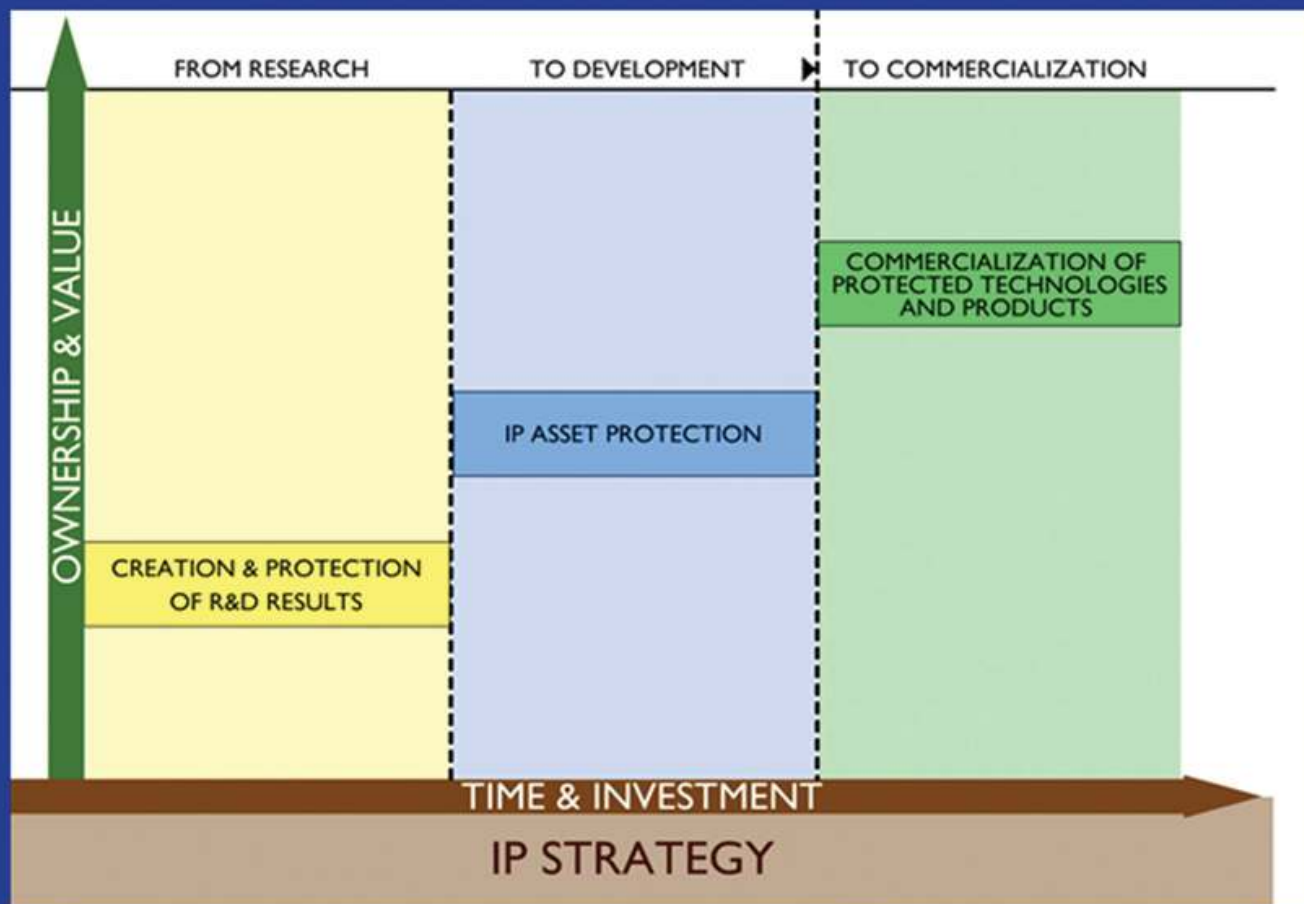 FROM RESEARCH
TO DEVELOPMENT
TO COMMERCIALIZATION
OWNERSHIP & VALUE
COMMERCIALIZATION OF
PROTECTED TECHNOLOGIES
AND PRODUCTS
IP ASSET PROTECTION
CREATION & PROTECTION
OF R&D RESULTS
TIME & INVESTMENT
IP STRATEGY